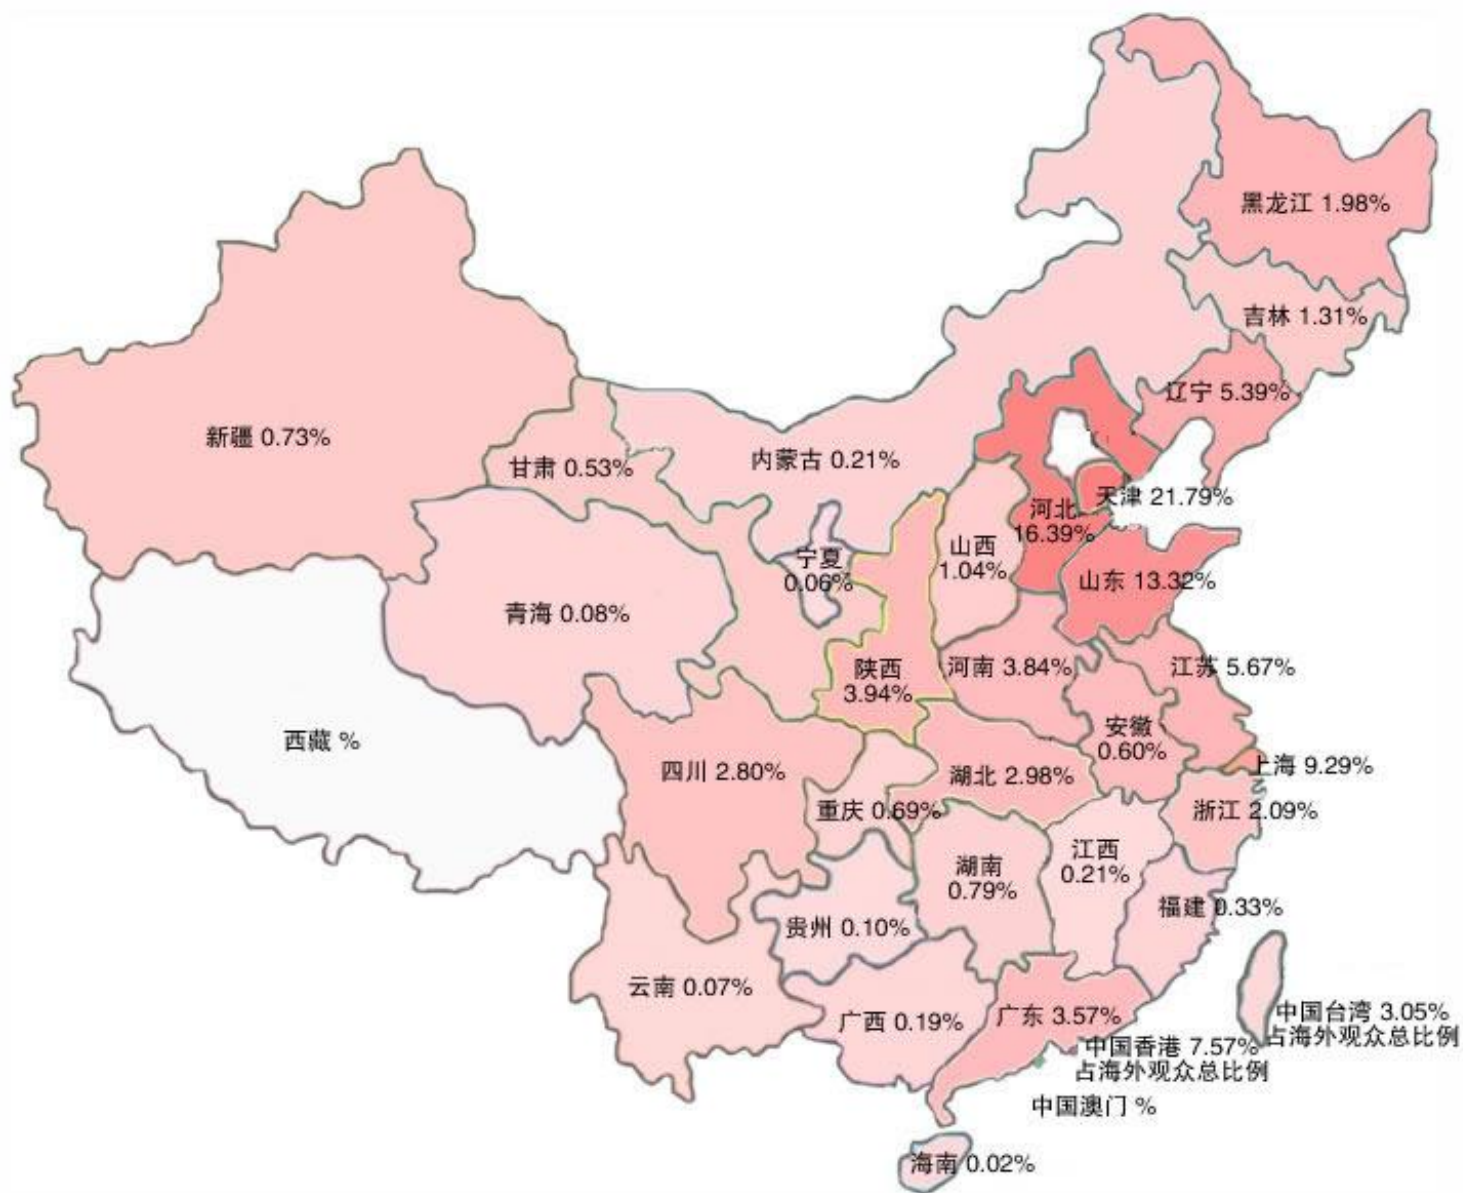 黑龙江 1.98%
吉林 1.31%
辽宁 5.39%
新疆 0.73%
甘肃 0.53%
内蒙古 0.21%
天津 21.79%
河北
16.39%
山西
1.04%
宁夏
0.06%
山东 13.32%
青海 0.08%
陕西
3.94%
河南 3.84%
江苏 5.67%
西藏 %
安徽
0.60%
四川 2.80%
湖北 2.98%
上海 9.29%
重庆 0.69%
浙江 2.09%
江西
0.21%
湖南
0.79%
福建 0.33%
贵州 0.10%
云南 0.07%
广西 0.19%
广东 3.57%
中国台湾 3.05%
占海外观众总比例
中国香港 7.57%
占海外观众总比例
中国澳门 %
海南 0.02%